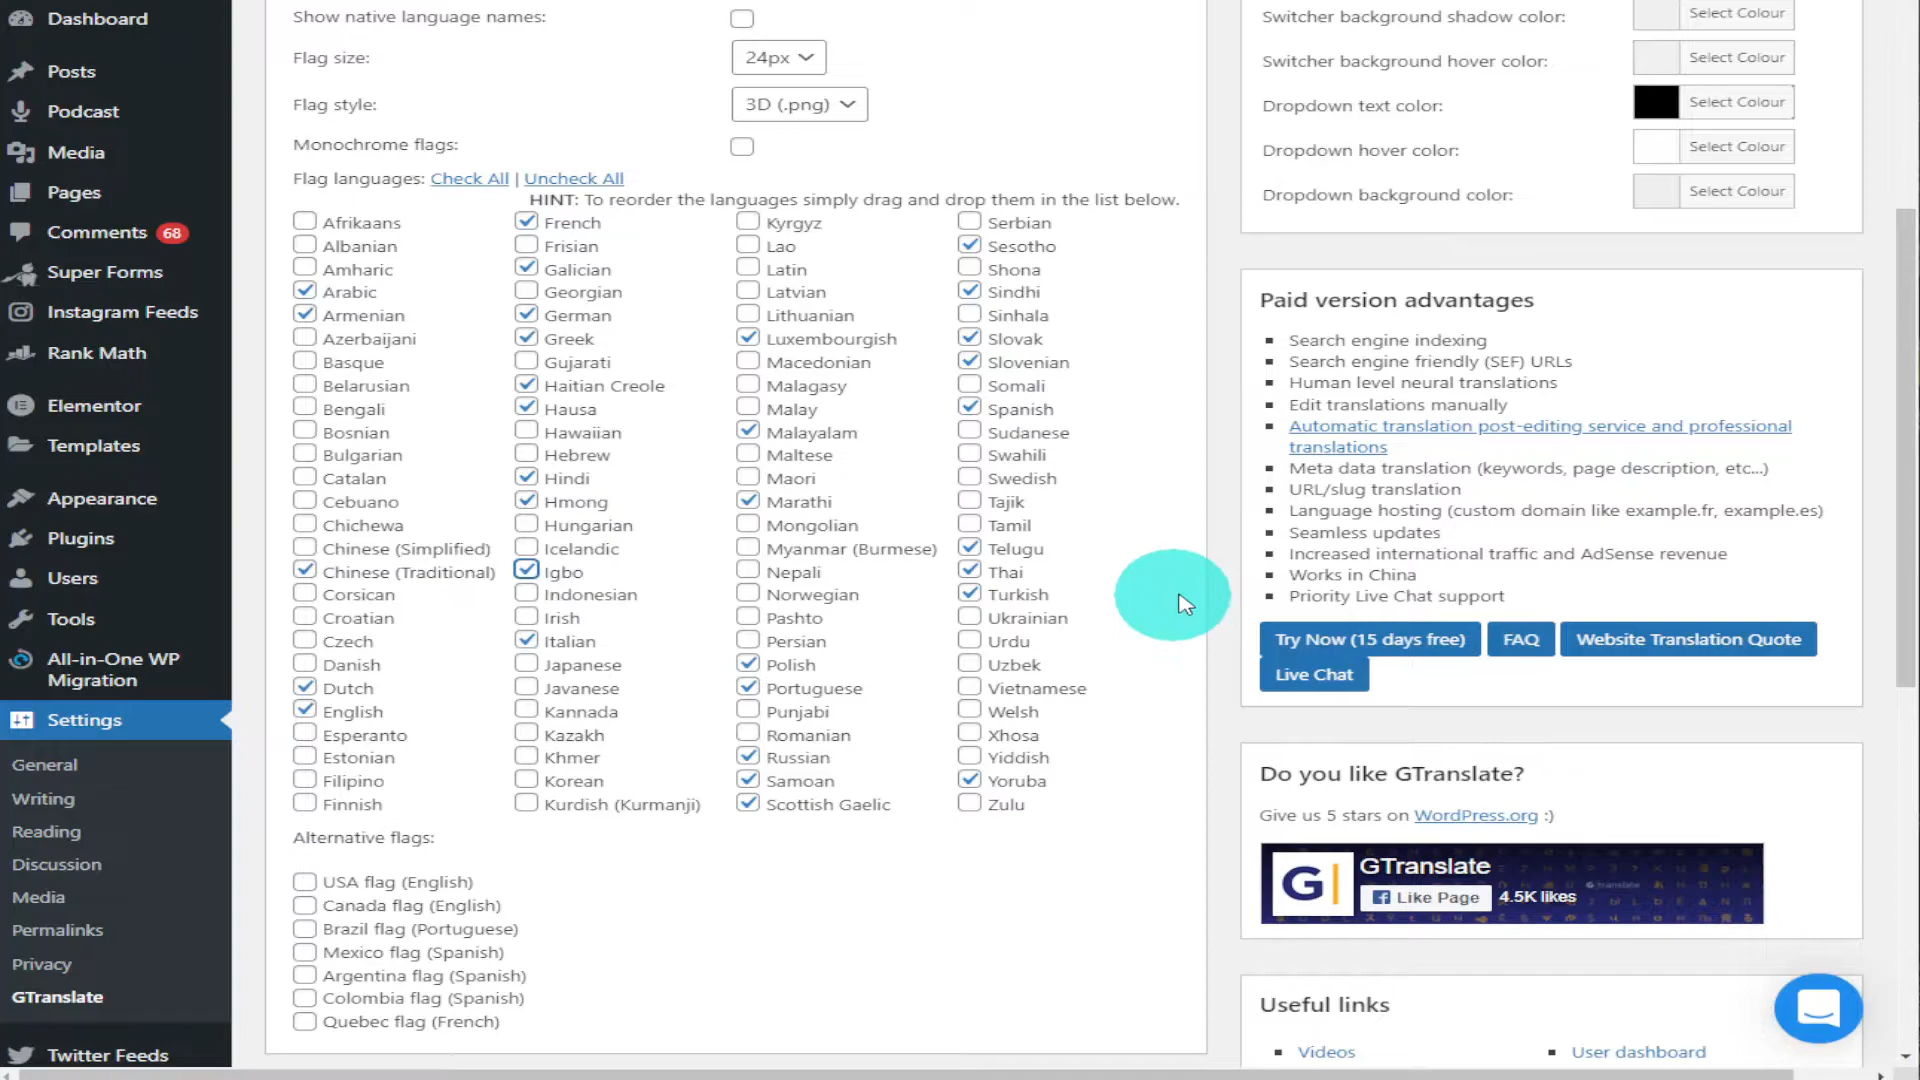 Dashboard
Posts
Podcast
Media
Pages
Comments 68
Super Forms
Instagram Feeds
Rank Math
Elementor
Templates
Appearance
Plugins
Users
Tools
All-in-One WP
Migration
Settings
General
Writing
Reading
Discussion
Media
Permalinks
Privacy
GTranslate
Twitter Feeds
Show native language names:
Flag size: 24px
Flag style: 3D (.png)
Monochrome flags:
Flag languages: Check All | Uncheck All
HINT: To reorder the languages simply drag and drop them in the list below.
Afrikaans
Albanian
Amharic
Arabic
Armenian
Azerbaijani
Basque
Belarusian
Bengali
Bosnian
Bulgarian
Catalan
Cebuano
Chichewa
Chinese (Simplified)
Chinese (Traditional)
Corsican
Croatian
Czech
Danish
Dutch
English
Esperanto
Estonian
Filipino
Finnish
French
Frisian
Galician
Georgian
German
Greek
Gujarati
Haitian Creole
Hausa
Hawaiian
Hebrew
Hindi
Hmong
Hungarian
Icelandic
Igbo
Indonesian
Irish
Italian
Japanese
Javanese
Kannada
Kazakh
Khmer
Korean
Kurdish (Kurmanji)
Kyrgyz
Lao
Latin
Latvian
Lithuanian
Luxembourgish
Macedonian
Malagasy
Malay
Malayalam
Maltese
Maori
Marathi
Mongolian
Myanmar (Burmese)
Nepali
Norwegian
Pashto
Persian
Polish
Portuguese
Punjabi
Romanian
Russian
Samoan
Scottish Gaelic
Serbian
Sesotho
Shona
Sindhi
Sinhala
Slovak
Slovenian
Somali
Spanish
Sudanese
Swahili
Swedish
Tajik
Tamil
Telugu
Thai
Turkish
Ukrainian
Urdu
Uzbek
Vietnamese
Welsh
Xhosa
Yiddish
Yoruba
Zulu
Alternative flags:
USA flag (English)
Canada flag (English)
Brazil flag (Portuguese)
Mexico flag (Spanish)
Argentina flag (Spanish)
Colombia flag (Spanish)
Quebec flag (French)
Switcher background shadow color: Select Colour
Switcher background hover color: Select Colour
Dropdown text color: Select Colour
Dropdown hover color: Select Colour
Dropdown background color: Select Colour
Paid version advantages
Search engine indexing
Search engine friendly (SEF) URLs
Human level neural translations
Edit translations manually
Automatic translation post-editing service and professional
translations
Meta data translation (keywords, page description, etc...)
URL/slug translation
Language hosting (custom domain like example.fr, example.es)
Seamless updates
Increased international traffic and AdSense revenue
Works in China
Priority Live Chat support
Try Now (15 days free) FAQ Website Translation Quote
Live Chat
Do you like GTranslate?
Give us 5 stars on WordPress.org :)
G| GTranslate
Like Page 4.5K likes
Useful links
Videos User dashboard